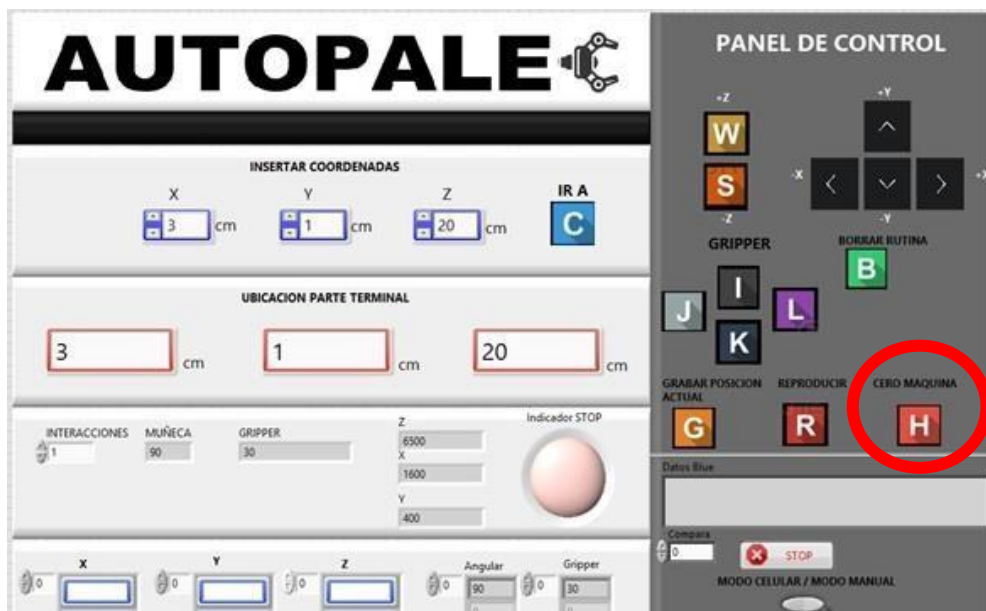 AUTOPALE
INSERTAR COORDENADAS
X Y Z IR A
3 cm 1 cm 20 cm C
UBICACION PARTE TERMINAL
3 cm 1 cm 20 cm
INTERACCIONES MUÑECA GRIPPER
1 90 30
Z
6500
X
1600
Y
400
Indicador STOP
X Y Z Angular Gripper
0 0 0 0 90 0 30
PANEL DE CONTROL
+Z +Y
W
S -X +X
-Z -Y
GRIPPER BORRAR RUTINA
I B
J L
K
GRABAR POSICION ACTUAL REPRODUCIR CERO MAQUINA
G R H
Datos Blue
Compara
0 STOP
MODO CELULAR / MODO MANUAL